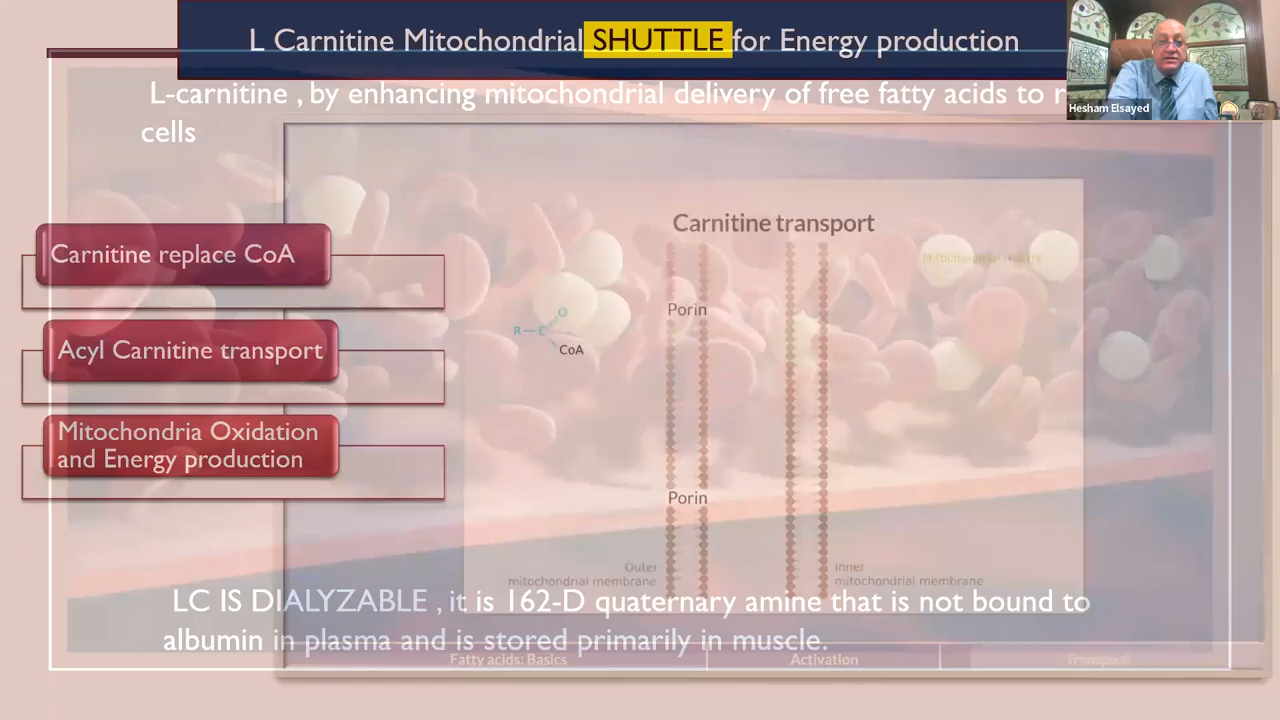 L Carnitine Mitochondrial SHUTTLE for Energy production
Hesham Elsayed
L-carnitine , by enhancing mitochondrial delivery of free fatty acids to
cells
Carnitine transport
Carnitine replace CoA
Mitochondrial matrix
Porin
O
R—C
CoA
Acyl Carnitine transport
Mitochondria Oxidation
and Energy production
Porin
Outer
mitochondrial membrane
inner
mitochondrial membrane
LC IS DIALYZABLE , it is 162-D quaternary amine that is not bound to
albumin in plasma and is stored primarily in muscle.
Fatty acids: Basics
Activation
Transport